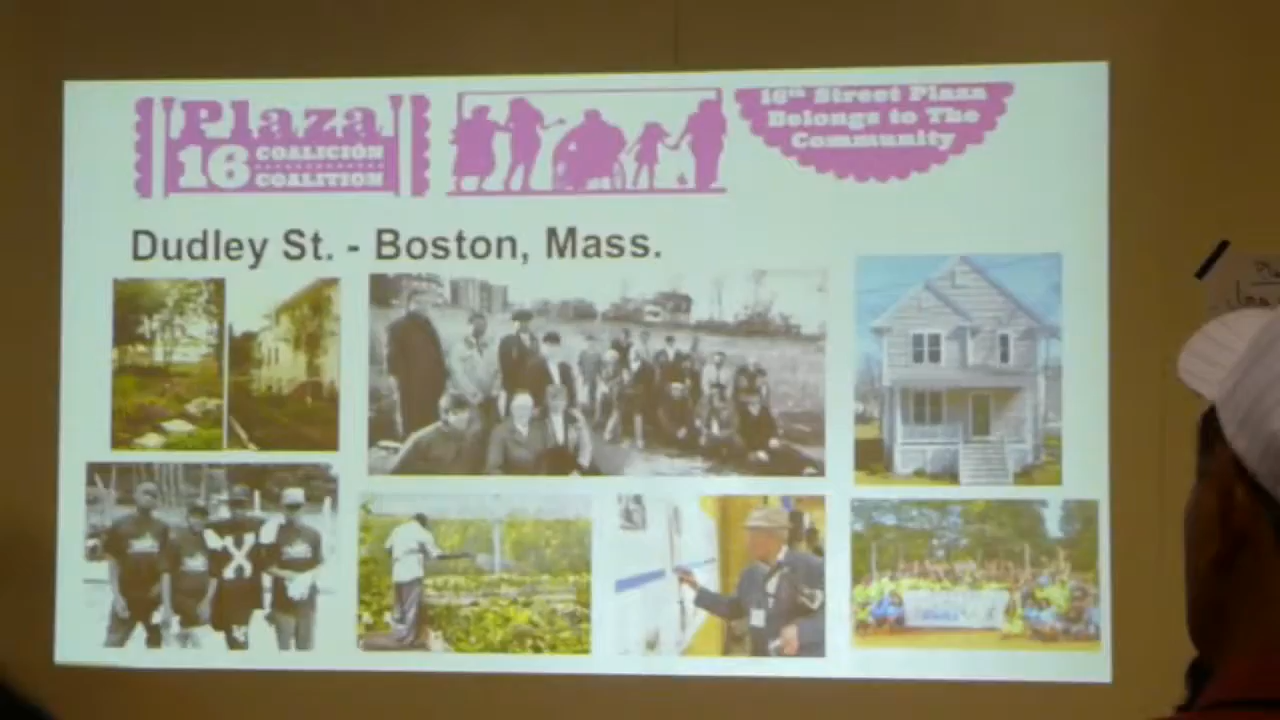 Plaza
16 COALICIÓN
COALITION
16th Street Plaza
Belongs to The
Community
Dudley St. - Boston, Mass.